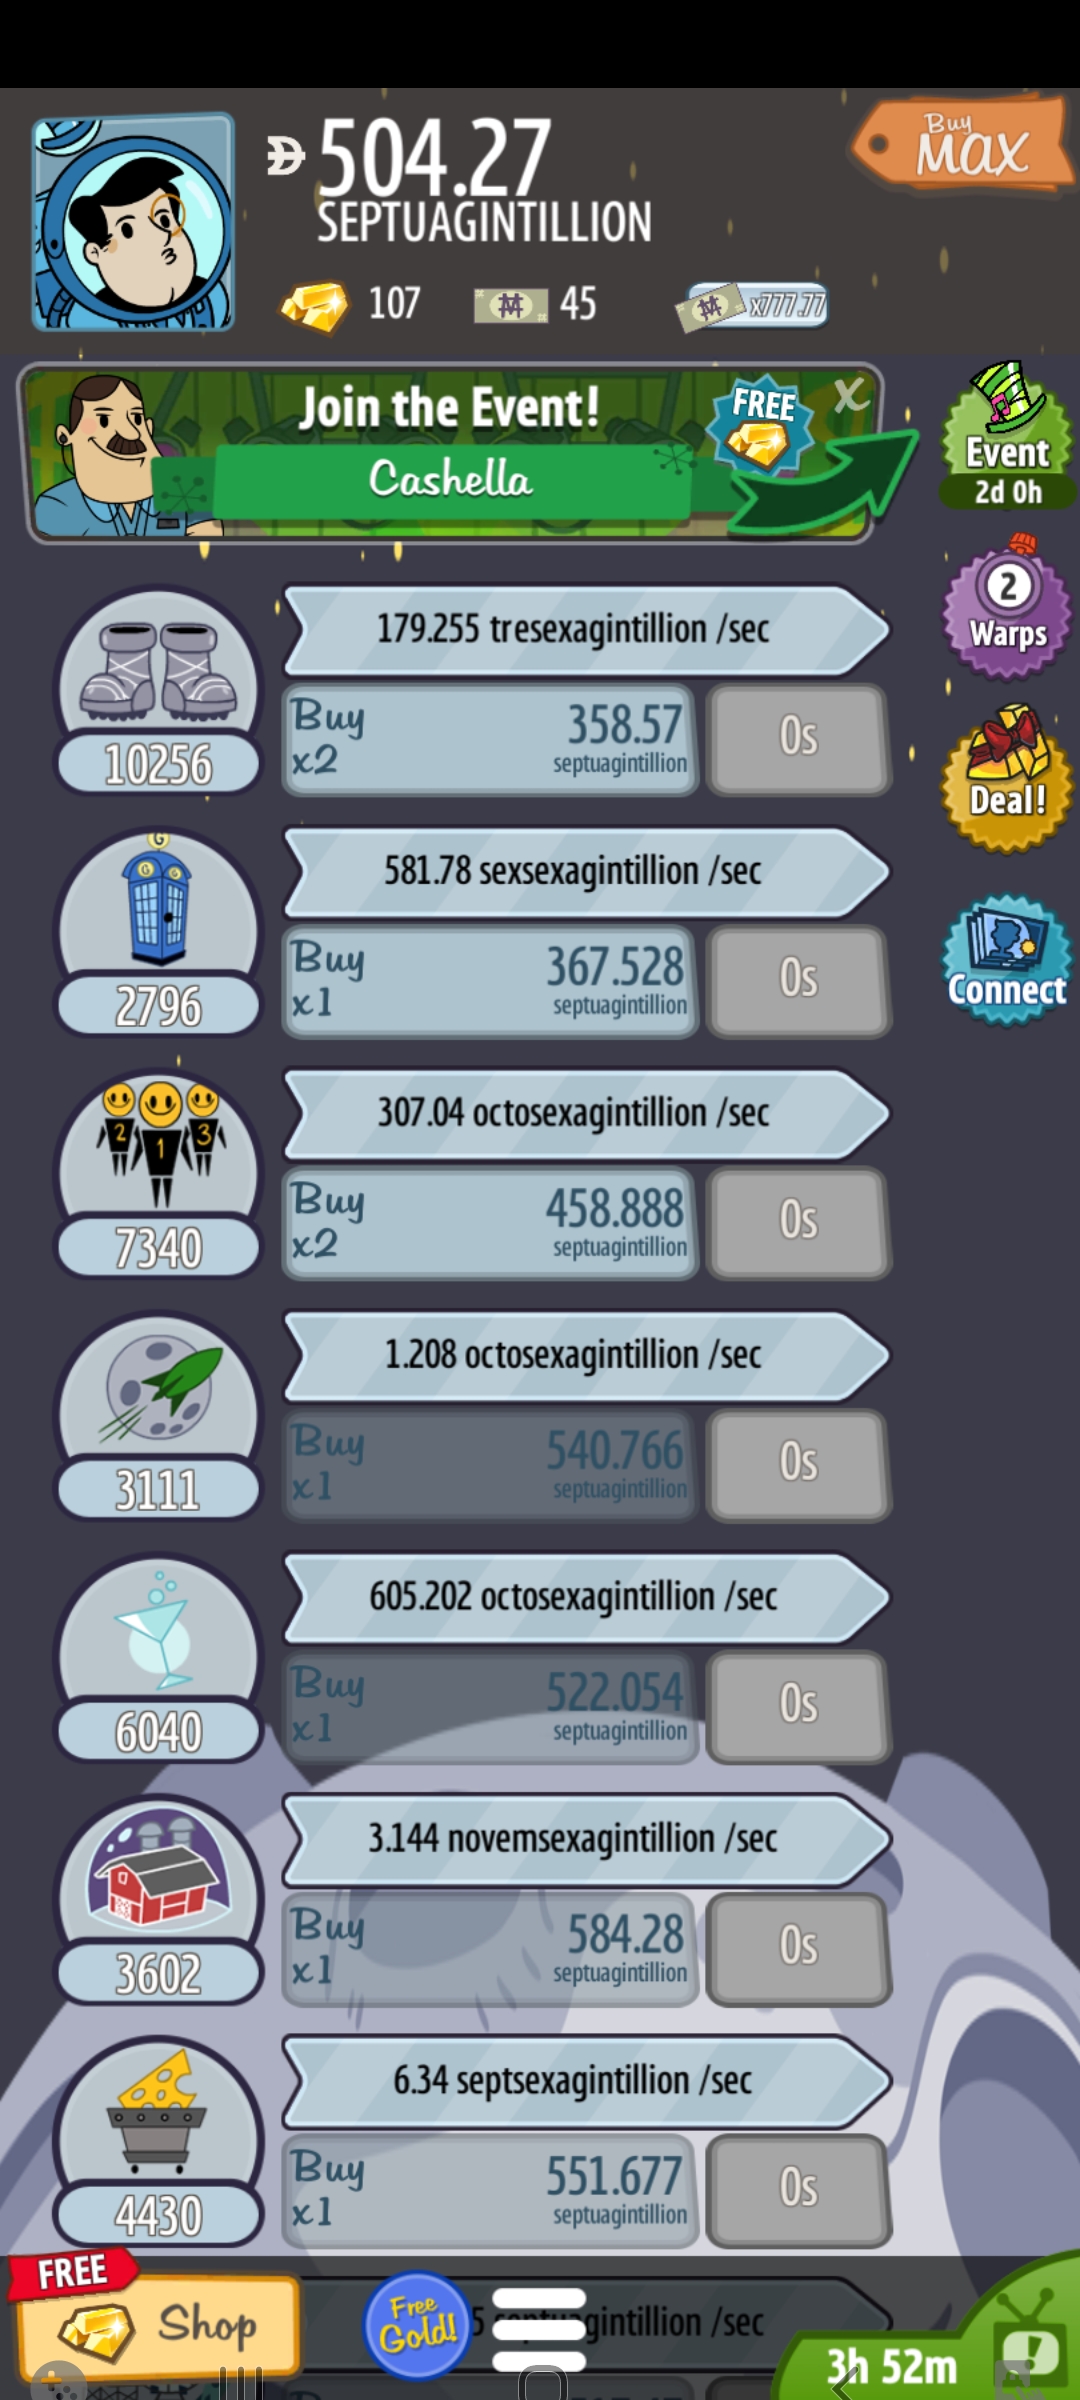 504.27
SEPTUAGINTILLION
Buy
MAX
107
45
x777.77
Join the Event!
Cashella
FREE
X
Event
2d 0h
179.255 tresexagintillion /sec
Buy
x2
358.57
septuagintillion
0s
10256
2
Warps
581.78 sexsexagintillion /sec
Buy
x1
367.528
septuagintillion
0s
G
G G
2796
Deal!
Connect
307.04 octosexagintillion /sec
Buy
x2
458.888
septuagintillion
0s
2 1 3
7340
1.208 octosexagintillion /sec
Buy
x1
540.766
septuagintillion
0s
3111
605.202 octosexagintillion /sec
Buy
x1
522.054
septuagintillion
0s
6040
3.144 novemsexagintillion /sec
Buy
x1
584.28
septuagintillion
0s
3602
6.34 septsexagintillion /sec
Buy
x1
551.677
septuagintillion
0s
4430
FREE
Shop
Free
Gold!
/sec
3h 52m